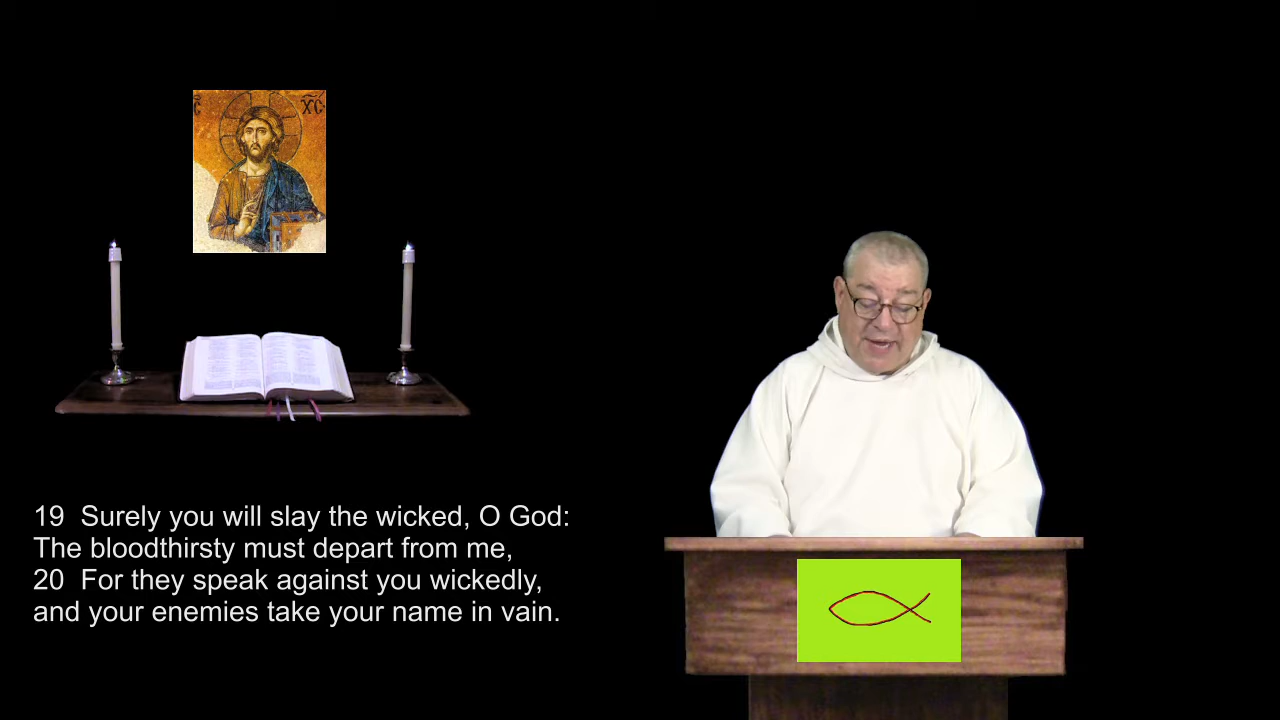 XC
19 Surely you will slay the wicked, O God:
The bloodthirsty must depart from me,
20 For they speak against you wickedly,
and your enemies take your name in vain.